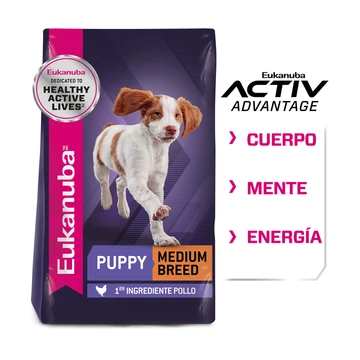 Eukanuba
DEDICATED TO
HEALTHY
ACTIVE
LIVES
Eukanuba
PUPPY
MEDIUM
BREED
1ER INGREDIENTE POLLO
Eukanuba
ACTIV
ADVANTAGE
CUERPO
MENTE
ENERGÍA